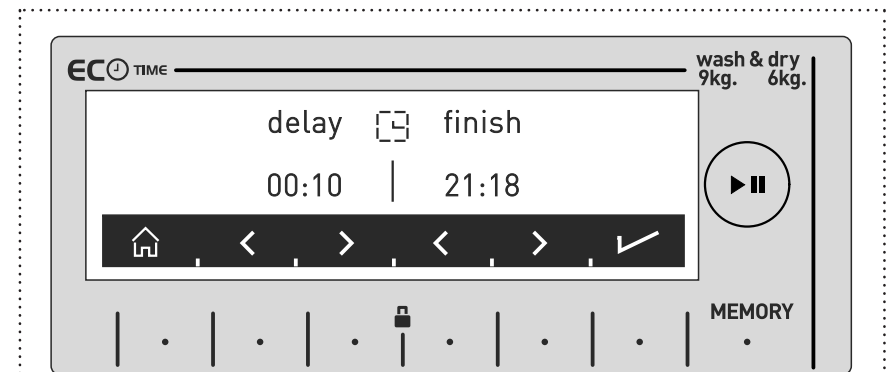 ECO TIME
wash & dry
9kg. 6kg.
delay finish
00:10 21:18
MEMORY